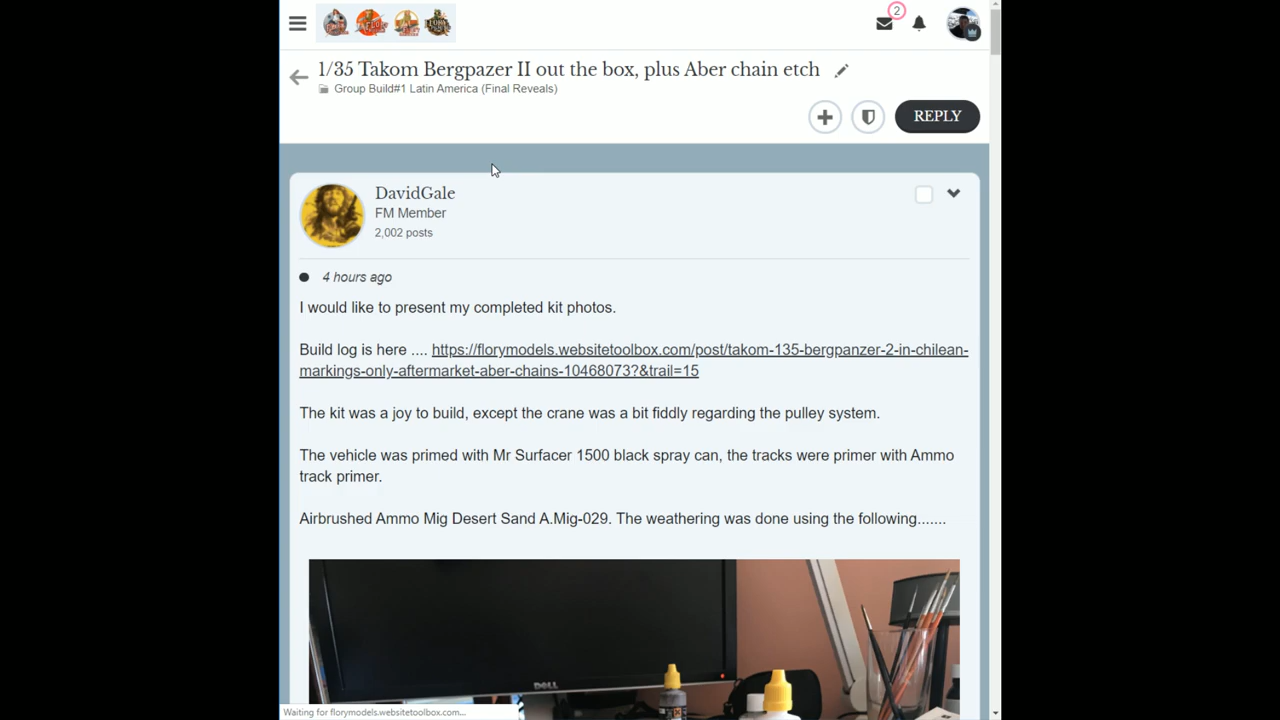 2
1/35 Takom Bergpazer II out the box, plus Aber chain etch
Group Build#1 Latin America (Final Reveals)
REPLY
DavidGale
FM Member
2,002 posts
4 hours ago
I would like to present my completed kit photos.
Build log is here .... https://florymodels.websitetoolbox.com/post/takom-135-bergpanzer-2-in-chilean-
markings-only-aftermarket-aber-chains-10468073?&trail=15
The kit was a joy to build, except the crane was a bit fiddly regarding the pulley system.
The vehicle was primed with Mr Surfacer 1500 black spray can, the tracks were primer with Ammo
track primer.
Airbrushed Ammo Mig Desert Sand A.Mig-029. The weathering was done using the following.......
DELL
Waiting for florymodels.websitetoolbox.com...